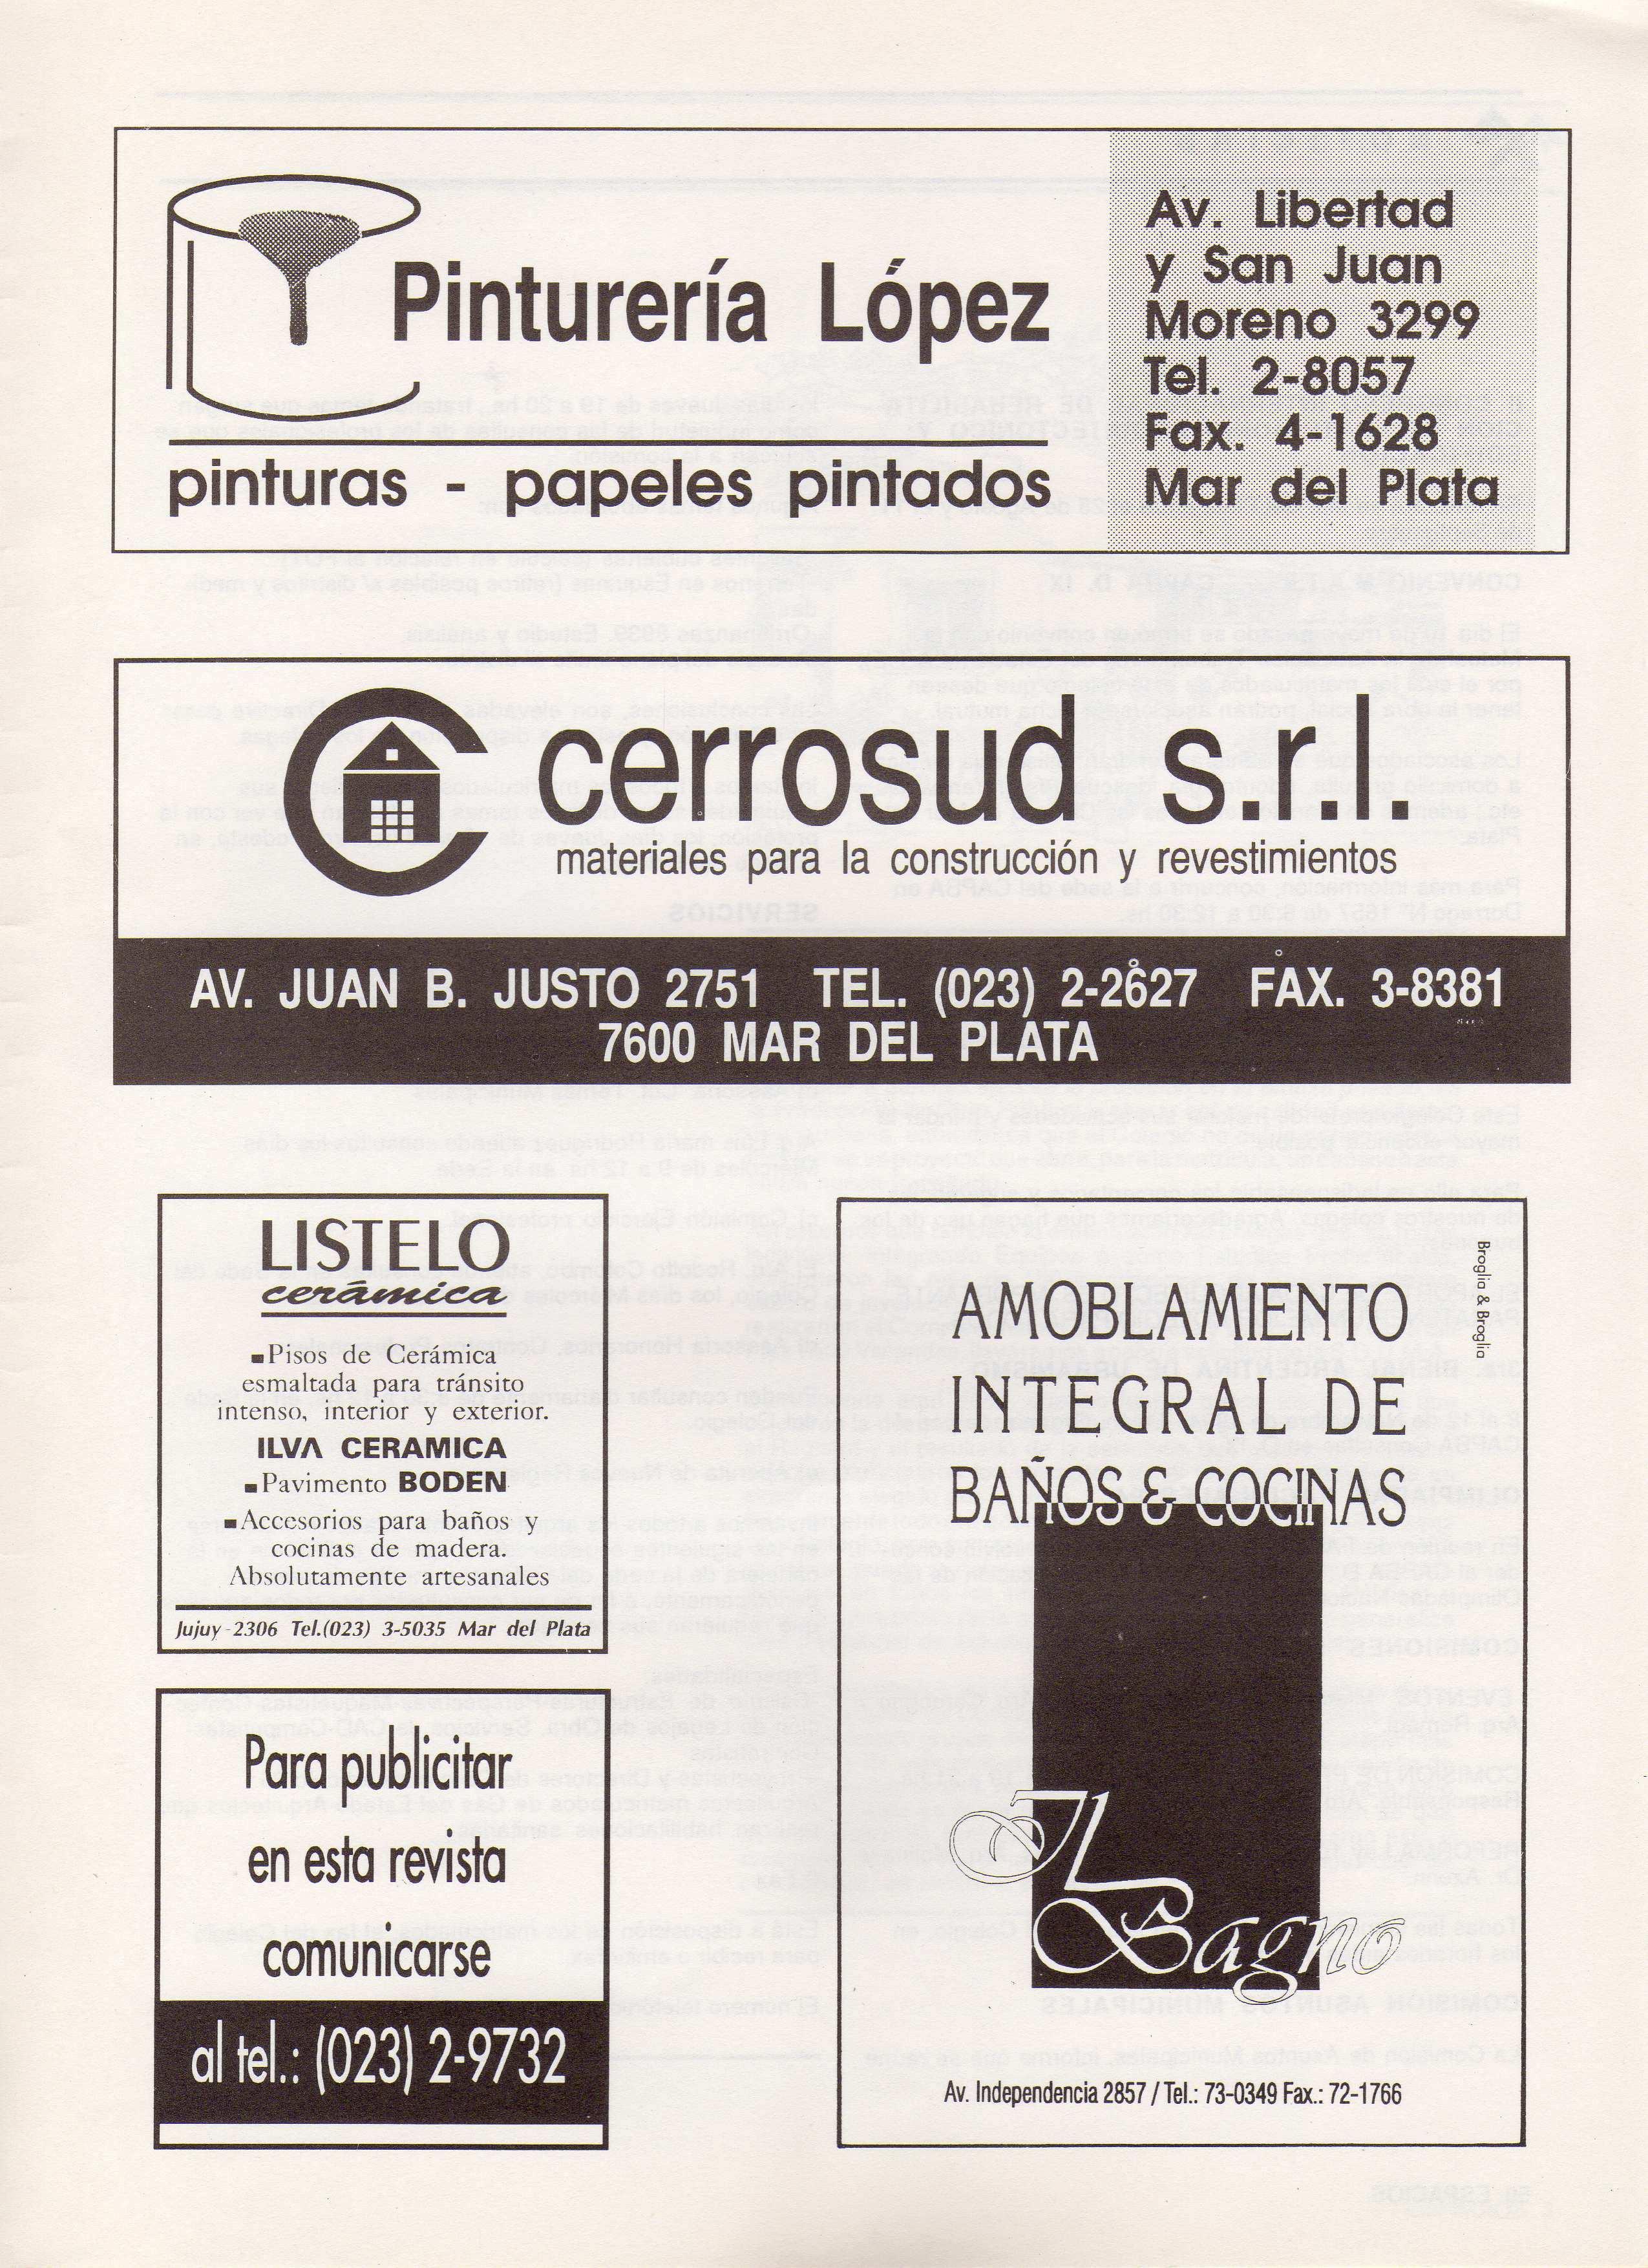 Pinturería López
pinturas - papeles pintados
Av. Libertad
y San Juan
Moreno 3299
Tel. 2-8057
Fax. 4-1628
Mar del Plata
cerrosud s.r.l.
materiales para la construcción y revestimientos
AV. JUAN B. JUSTO 2751 TEL. (023) 2-2627 FAX. 3-8381
7600 MAR DEL PLATA
LISTELO
cerámica
Pisos de Cerámica
esmaltada para tránsito
intenso, interior y exterior.
ILVA CERAMICA
Pavimento BODEN
Accesorios para baños y
cocinas de madera.
Absolutamente artesanales
Jujuy 2306 Tel.(023) 3-5035 Mar del Plata
Para publicitar
en esta revista
comunicarse
al tel.: (023) 2-9732
Broglia & Broglia
AMOBLAMIENTO
INTEGRAL DE
BAÑOS & COCINAS
Il
Bagno
Av. Independencia 2857 / Tel.: 73-0349 Fax.: 72-1766